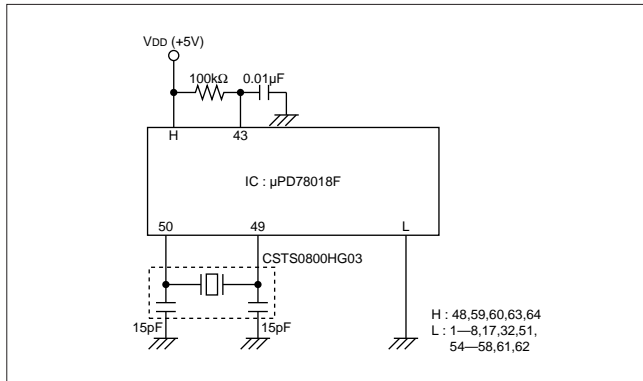 VDD (+5V)
100kΩ 0.01µF
H 43
IC : µPD78018F
50 49 L
CSTS0800HG03
15pF 15pF
H : 48,59,60,63,64
L : 1—8,17,32,51,
54—58,61,62